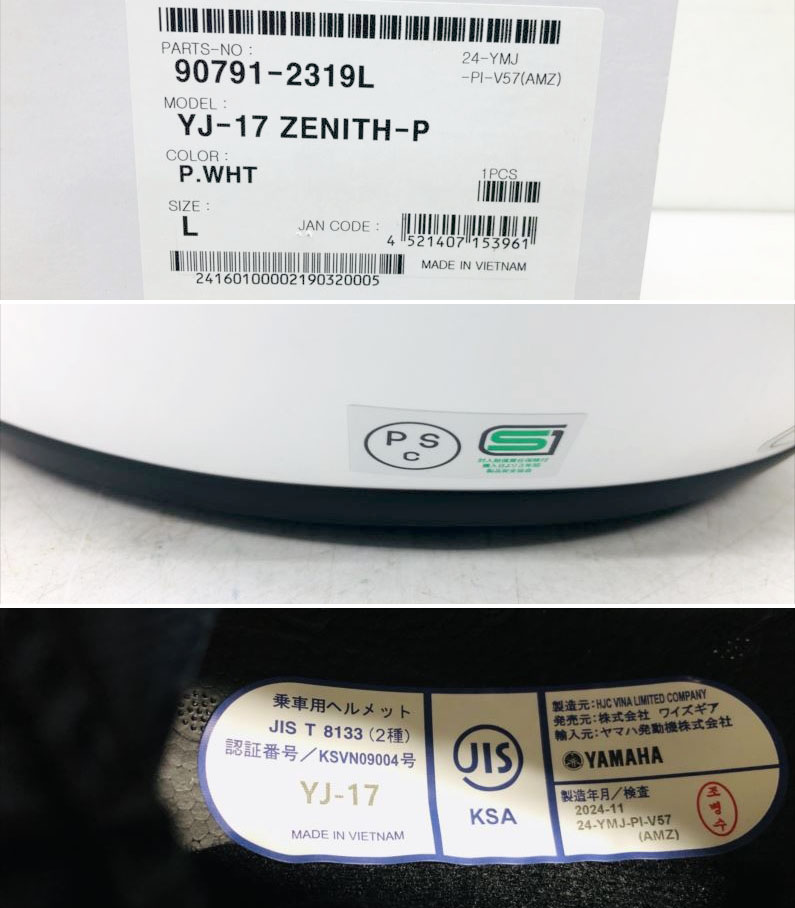 PARTS-NO :
90791-2319L
24-YMJ
-PI-V57(AMZ)
MODEL :
YJ-17 ZENITH-P
COLOR :
P.WHT
1PCS
SIZE :
L
JAN CODE :
4 521407 153961
24160100002190320005
MADE IN VIETNAM
PSC
S
乗車用ヘルメット
JIS T 8133 (2種)
認証番号/KSVN09004号
YJ-17
MADE IN VIETNAM
JIS
KSA
製造元:HJC VINA LIMITED COMPANY
発売元:株式会社 ワイズギア
輸入元:ヤマハ発動機株式会社
YAMAHA
製造年月/検査
2024-11
24-YMJ-PI-V57
(AMZ)
조병수